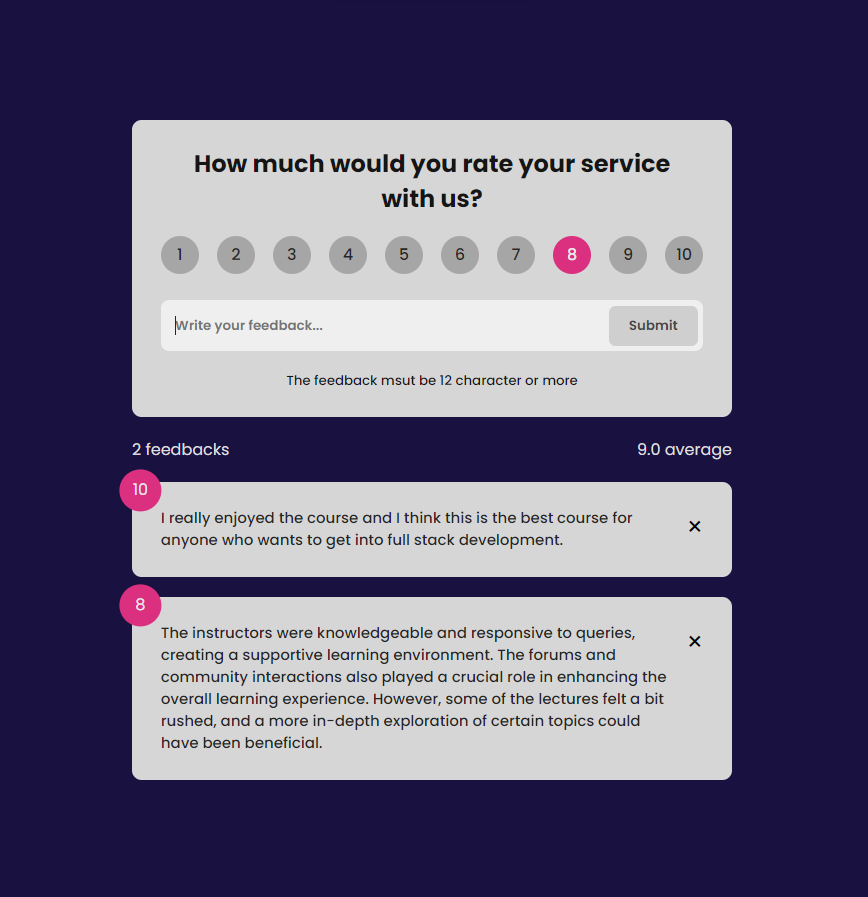 How much would you rate your service
with us?
1 2 3 4 5 6 7 8 9 10
Write your feedback... Submit
The feedback msut be 12 character or more
2 feedbacks 9.0 average
10
I really enjoyed the course and I think this is the best course for
anyone who wants to get into full stack development.
8
The instructors were knowledgeable and responsive to queries,
creating a supportive learning environment. The forums and
community interactions also played a crucial role in enhancing the
overall learning experience. However, some of the lectures felt a bit
rushed, and a more in-depth exploration of certain topics could
have been beneficial.